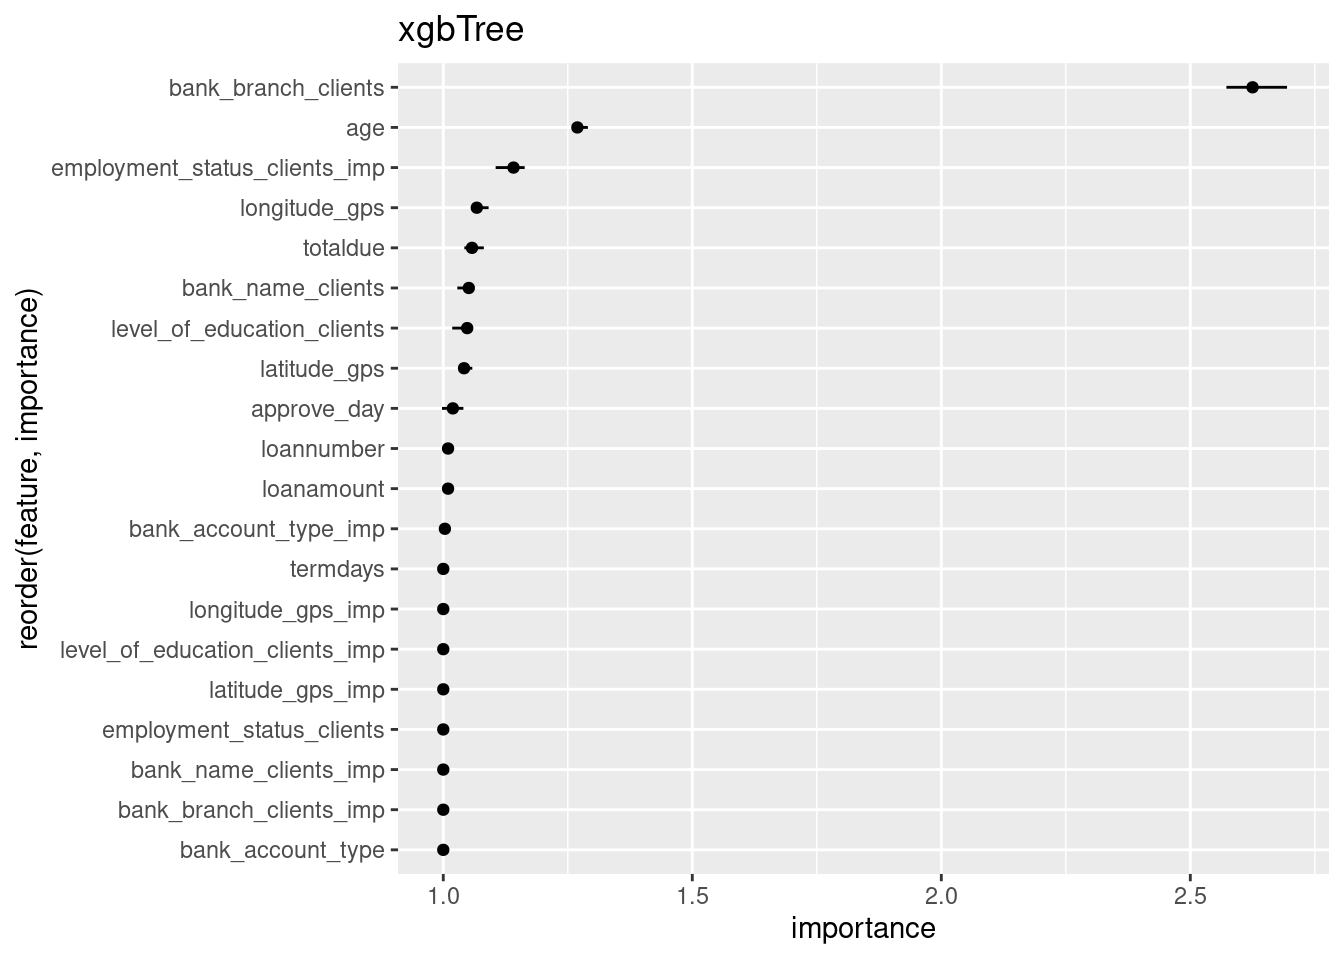 xgbTree
bank_branch_clients
age
employment_status_clients_imp
longitude_gps
totaldue
bank_name_clients
level_of_education_clients
latitude_gps
approve_day
loannumber
loanamount
bank_account_type_imp
termdays
longitude_gps_imp
level_of_education_clients_imp
latitude_gps_imp
employment_status_clients
bank_name_clients_imp
bank_branch_clients_imp
bank_account_type
reorder(feature, importance)
1.0 1.5 2.0 2.5
importance